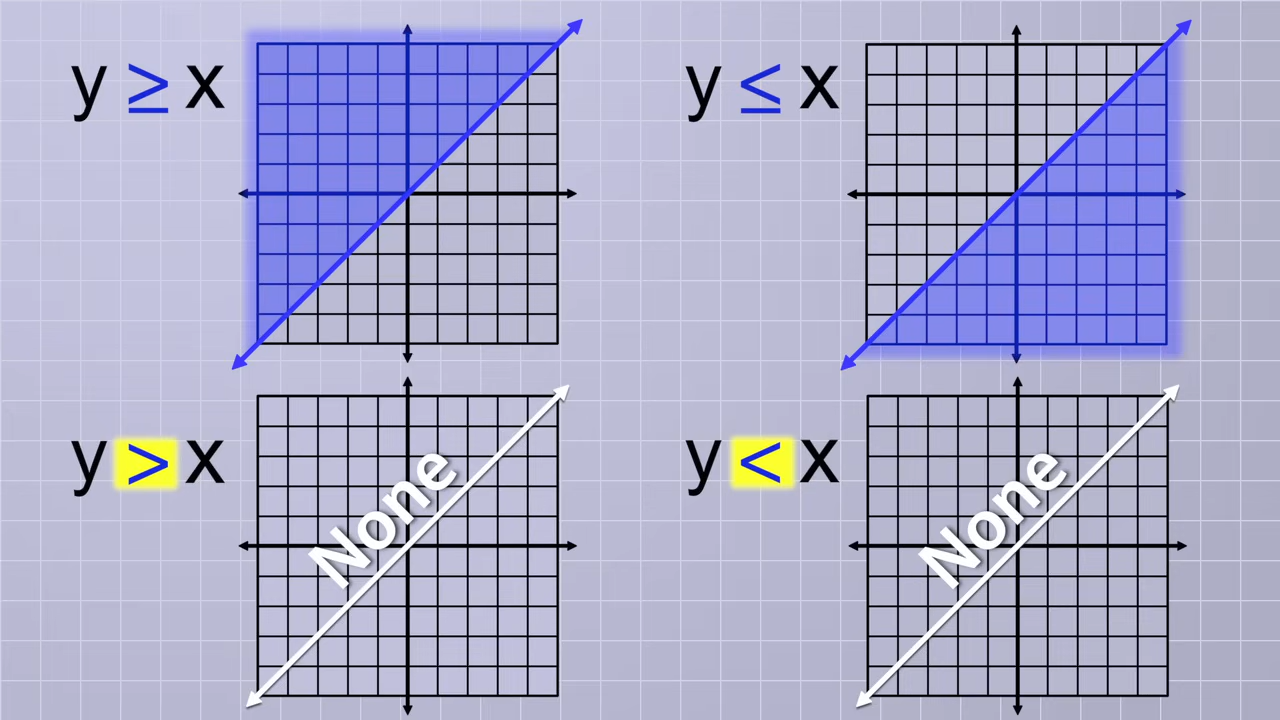 y ≥ x
y ≤ x
y > x
None
y < x
None